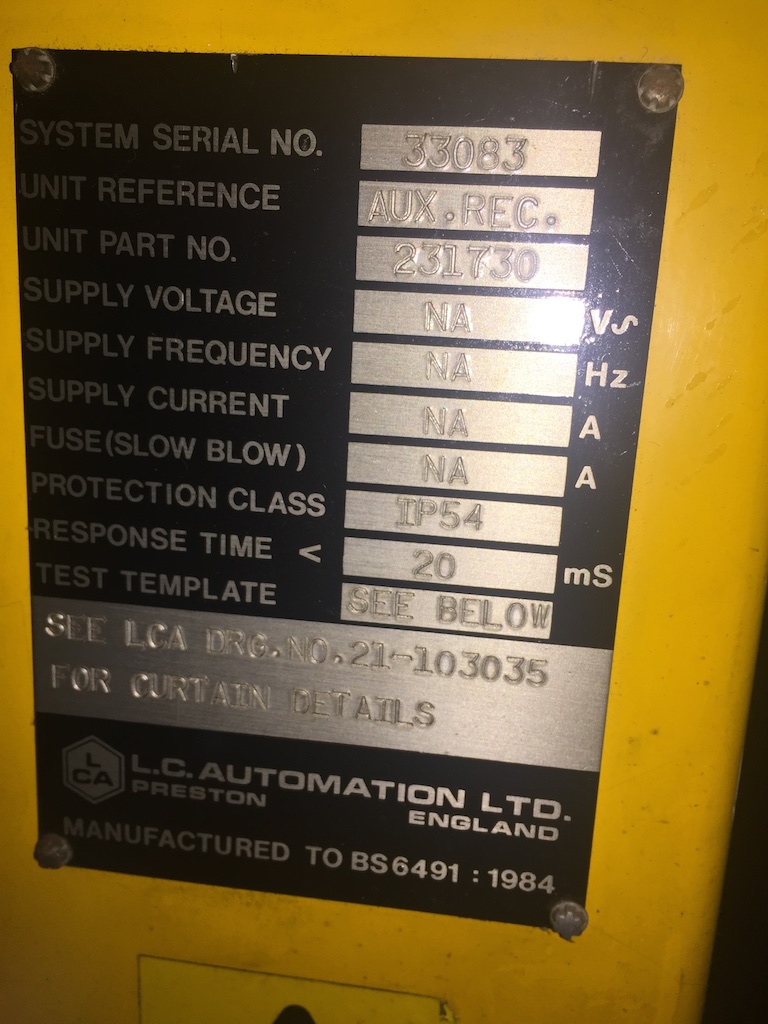 SYSTEM SERIAL NO. 33083
UNIT REFERENCE AUX.REC.
UNIT PART NO. 231730
SUPPLY VOLTAGE NA V∿
SUPPLY FREQUENCY NA Hz
SUPPLY CURRENT NA A
FUSE(SLOW BLOW) NA A
PROTECTION CLASS IP54
RESPONSE TIME < 20 mS
TEST TEMPLATE SEE BELOW
SEE LCA DRG.NO.21-103035
FOR CURTAIN DETAILS
LCA
L.C. AUTOMATION LTD.
PRESTON ENGLAND
MANUFACTURED TO BS6491 : 1984